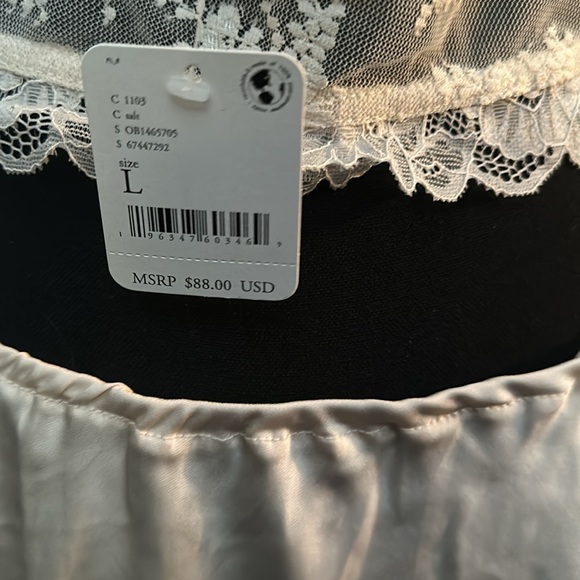 C 1103
C salt
S OB1465705
S 67447292
size
L
1 96347 60346 9
MSRP $88.00 USD